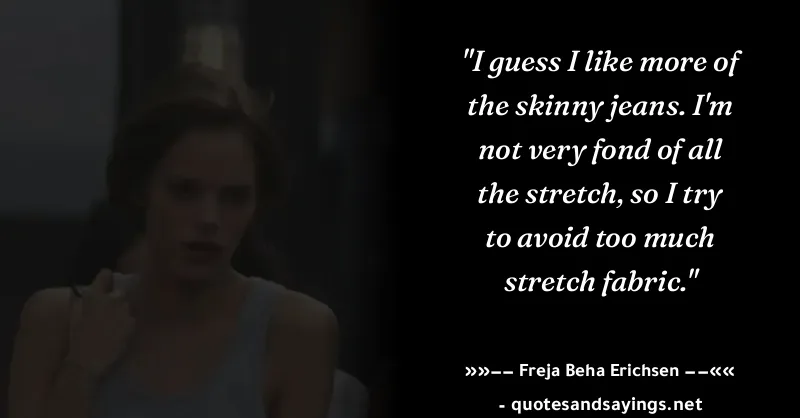 "I guess I like more of
the skinny jeans. I'm
not very fond of all
the stretch, so I try
to avoid too much
stretch fabric."
»»−− Freja Beha Erichsen −−««
- quotesandsayings.net